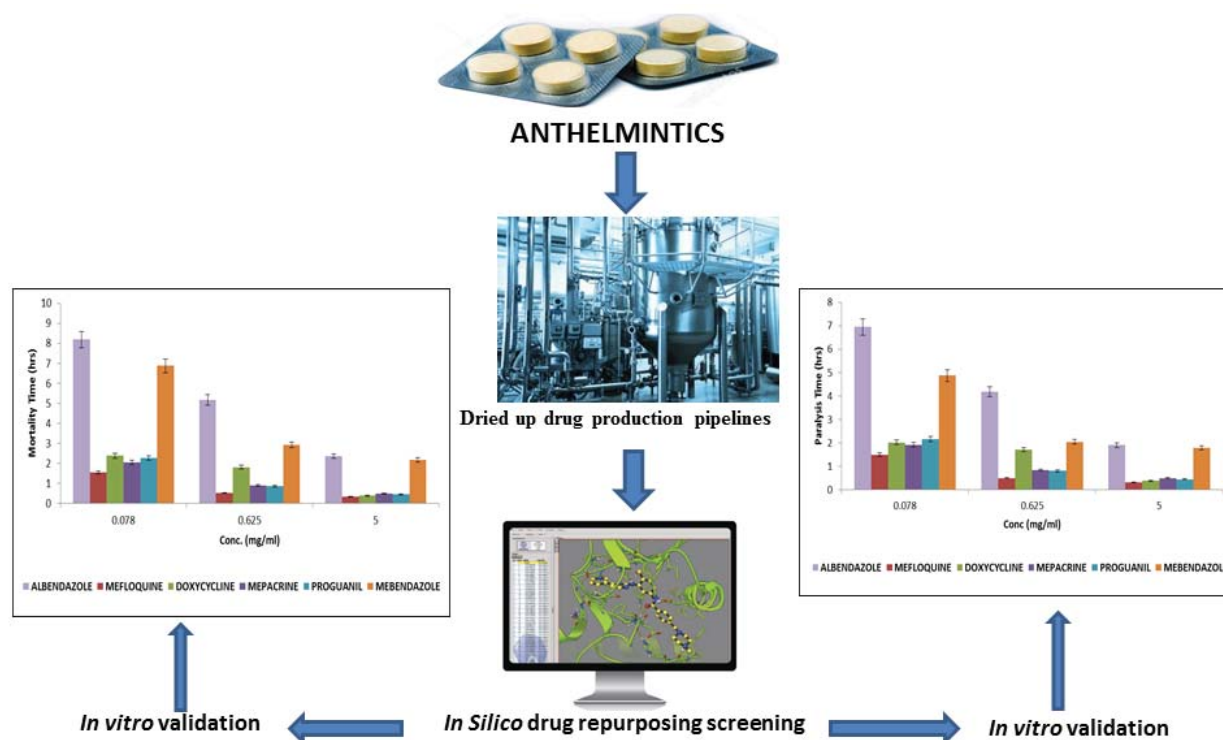 ANTHELMINTICS
Dried up drug production pipelines
Mortality Time (hrs)
10
9
8
7
6
5
4
3
2
1
0
0.078 0.625 5
Conc. (mg/ml)
ALBENDAZOLE MEFLOQUINE DOXYCYCLINE MEPACRINE PROGUANIL MEBENDAZOLE
Paralysis Time (hrs)
8
7
6
5
4
3
2
1
0
0.078 0.625 5
Conc (mg/ml)
ALBENDAZOLE MEFLOQUINE DOXYCYCLINE MEPACRINE PROGUANIL MEBENDAZOLE
In vitro validation
In Silico drug repurposing screening
In vitro validation